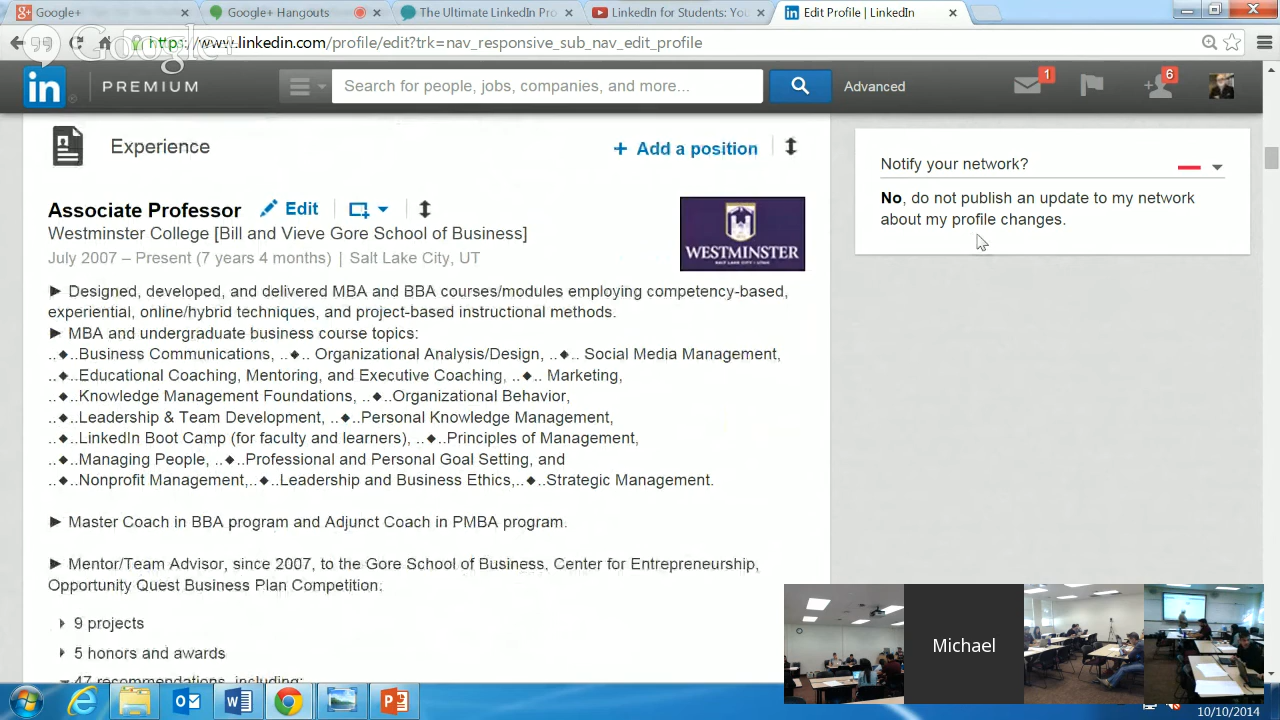 Google+
Google+ Hangouts
The Ultimate LinkedIn Pro
LinkedIn for Students: You
Edit Profile | LinkedIn
Google+
https://www.linkedin.com/profile/edit?trk=nav_responsive_sub_nav_edit_profile
in
PREMIUM
Search for people, jobs, companies, and more...
Advanced
1
6
Experience
+ Add a position
Associate Professor
Edit
Westminster College [Bill and Vieve Gore School of Business]
July 2007 – Present (7 years 4 months) | Salt Lake City, UT
WESTMINSTER
► Designed, developed, and delivered MBA and BBA courses/modules employing competency-based,
experiential, online/hybrid techniques, and project-based instructional methods.
► MBA and undergraduate business course topics:
..◆..Business Communications, ..◆.. Organizational Analysis/Design, ..◆.. Social Media Management,
..◆..Educational Coaching, Mentoring, and Executive Coaching, ..◆.. Marketing,
..◆..Knowledge Management Foundations, ..◆..Organizational Behavior,
..◆..Leadership & Team Development, ..◆..Personal Knowledge Management,
..◆..LinkedIn Boot Camp (for faculty and learners), ..◆..Principles of Management,
..◆..Managing People, ..◆..Professional and Personal Goal Setting, and
..◆..Nonprofit Management,..◆..Leadership and Business Ethics,..◆..Strategic Management.
► Master Coach in BBA program and Adjunct Coach in PMBA program.
► Mentor/Team Advisor, since 2007, to the Gore School of Business, Center for Entrepreneurship,
Opportunity Quest Business Plan Competition.
9 projects
5 honors and awards
47 recommendations, including:
Notify your network?
No, do not publish an update to my network
about my profile changes.
Michael
10/10/2014